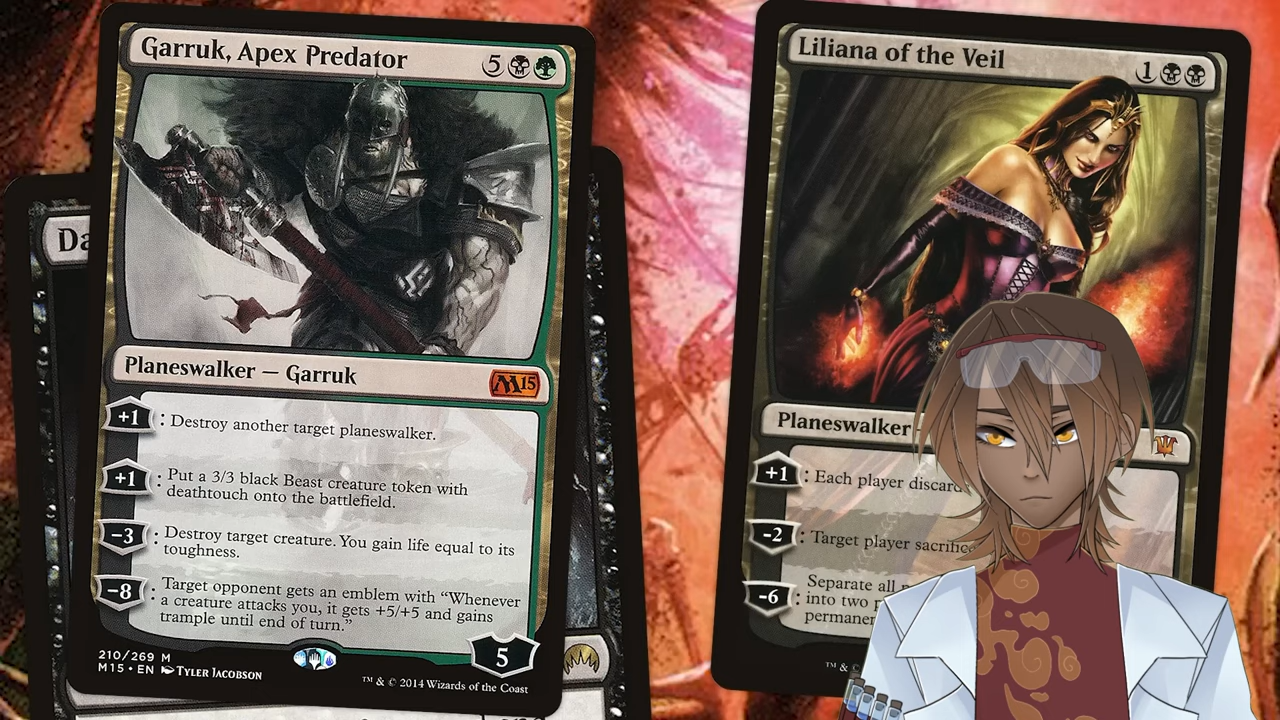 Garruk, Apex Predator
5
Planeswalker — Garruk
M15
+1 : Destroy another target planeswalker.
+1 : Put a 3/3 black Beast creature token with
deathtouch onto the battlefield.
−3 : Destroy target creature. You gain life equal to its
toughness.
−8 : Target opponent gets an emblem with “Whenever
a creature attacks you, it gets +5/+5 and gains
trample until end of turn.”
5
210/269 M
M15 • EN Tyler Jacobson
™ & © 2014 Wizards of the Coast
Da
Liliana of the Veil
1
Planeswalker
+1 : Each player discard
-2 : Target player sacrific
-6 : Separate all
into two
permanen
™ & ©